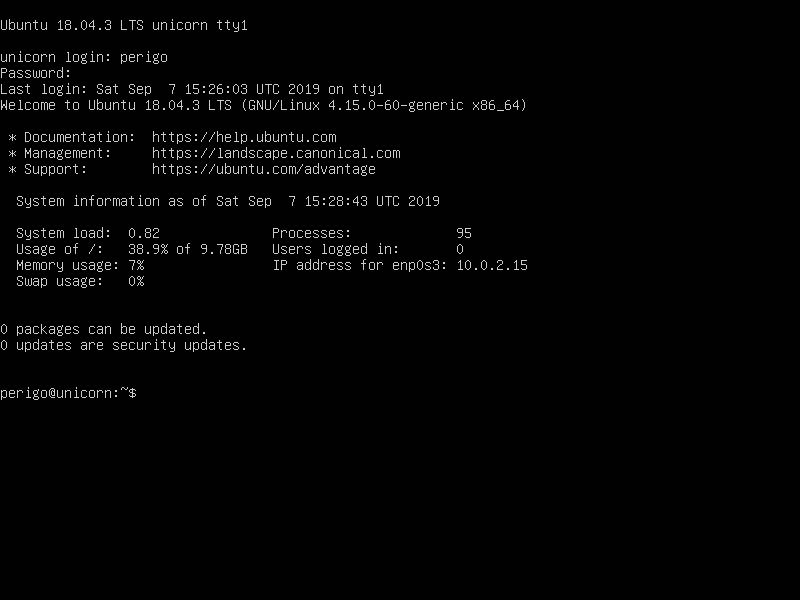 Ubuntu 18.04.3 LTS unicorn tty1
unicorn login: perigo
Password:
Last login: Sat Sep  7 15:26:03 UTC 2019 on tty1
Welcome to Ubuntu 18.04.3 LTS (GNU/Linux 4.15.0-60-generic x86_64)
 * Documentation:  https://help.ubuntu.com
 * Management:     https://landscape.canonical.com
 * Support:        https://ubuntu.com/advantage
  System information as of Sat Sep  7 15:28:43 UTC 2019
  System load:  0.82              Processes:             95
  Usage of /:   38.9% of 9.78GB   Users logged in:       0
  Memory usage: 7%                IP address for enp0s3: 10.0.2.15
  Swap usage:   0%
0 packages can be updated.
0 updates are security updates.
perigo@unicorn:~$